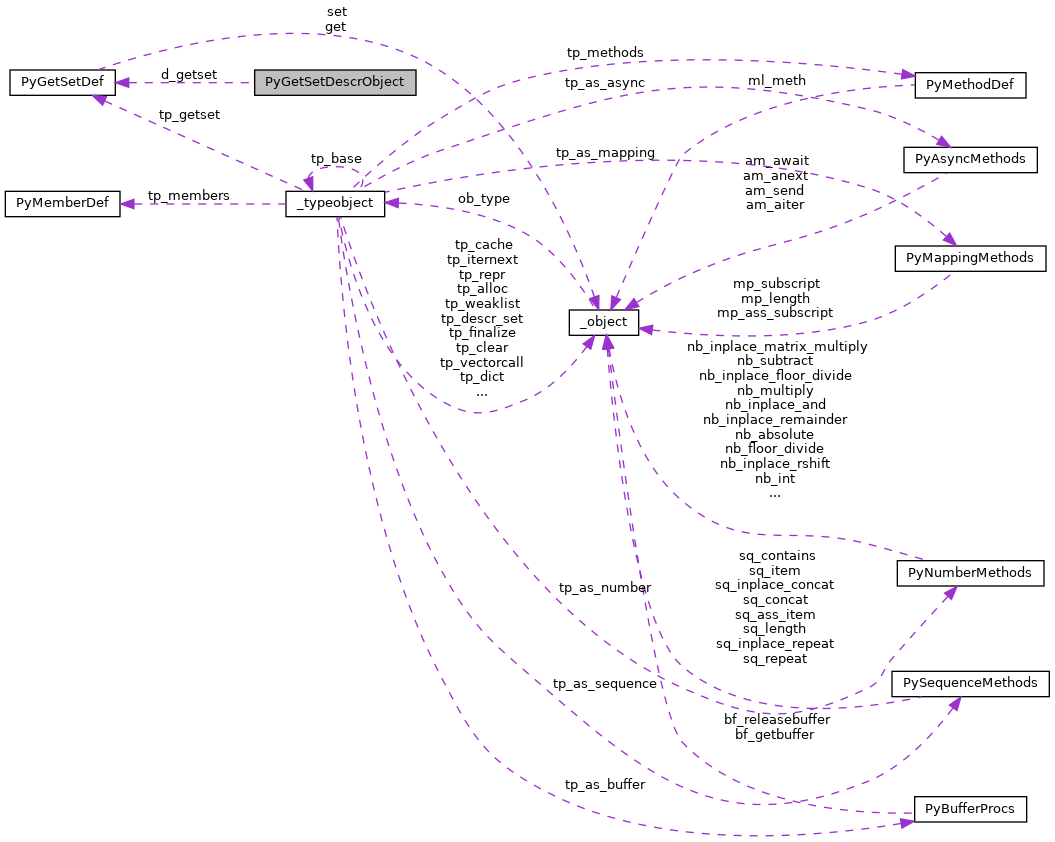 set
get
tp_methods
d_getset
PyGetSetDef
PyGetSetDescrObject
tp_as_async
ml_meth
PyMethodDef
tp_getset
tp_base
tp_as_mapping
am_await
am_anext
am_send
am_aiter
PyAsyncMethods
PyMemberDef
tp_members
_typeobject
ob_type
tp_cache
tp_iternext
tp_repr
tp_alloc
tp_weaklist
tp_descr_set
tp_finalize
tp_clear
tp_vectorcall
tp_dict
...
PyMappingMethods
mp_subscript
mp_length
mp_ass_subscript
_object
nb_inplace_matrix_multiply
nb_subtract
nb_inplace_floor_divide
nb_multiply
nb_inplace_and
nb_inplace_remainder
nb_absolute
nb_floor_divide
nb_inplace_rshift
nb_int
...
PyNumberMethods
tp_as_number
sq_contains
sq_item
sq_inplace_concat
sq_concat
sq_ass_item
sq_length
sq_inplace_repeat
sq_repeat
tp_as_sequence
PySequenceMethods
bf_releasebuffer
bf_getbuffer
tp_as_buffer
PyBufferProcs